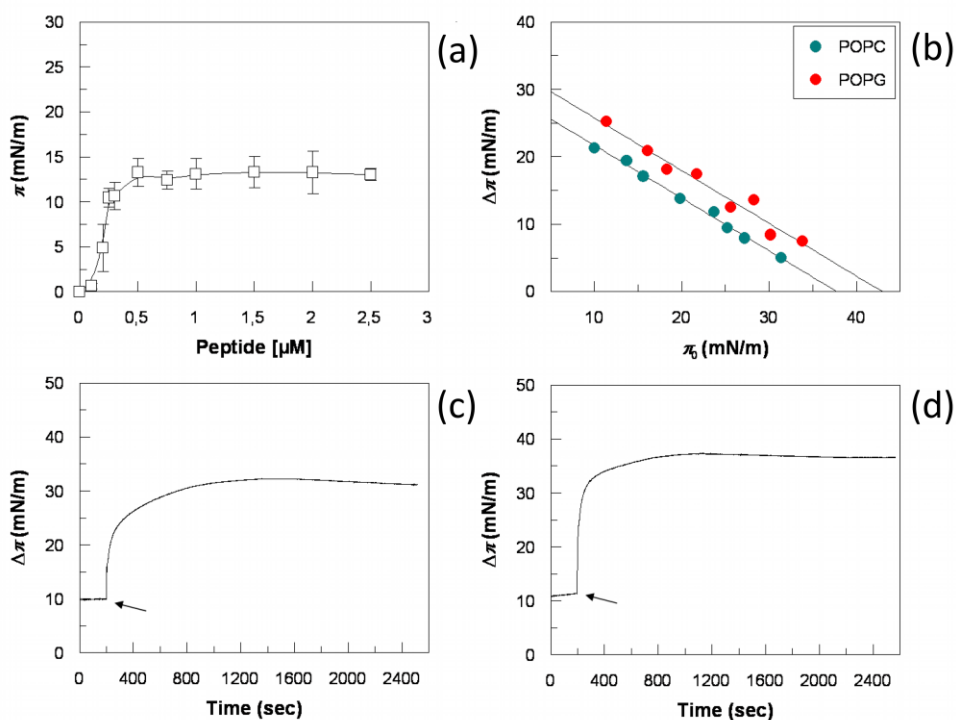 (a)
π (mN/m)
30
25
20
15
10
5
0
0 0,5 1 1,5 2 2,5 3
Peptide [µM]
(b)
POPC
POPG
Δπ (mN/m)
40
30
20
10
0
10 20 30 40
π₀ (mN/m)
(c)
Δπ (mN/m)
50
40
30
20
10
0
0 400 800 1200 1600 2000 2400
Time (sec)
(d)
Δπ (mN/m)
50
40
30
20
10
0
0 400 800 1200 1600 2000 2400
Time (sec)